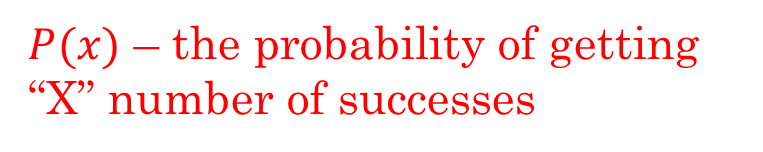 P(x) – the probability of getting
“X” number of successes